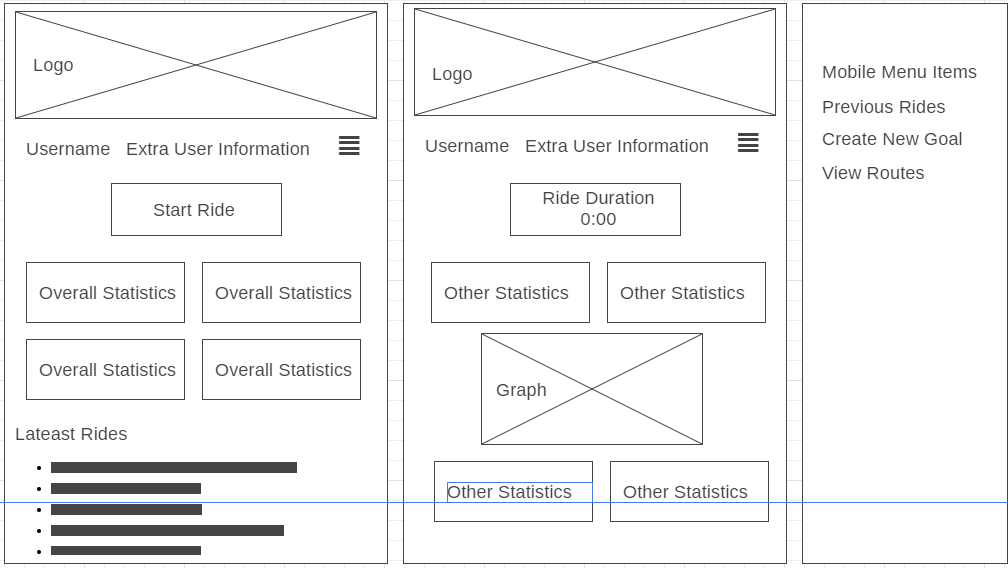 Logo
Username Extra User Information
Start Ride
Overall Statistics Overall Statistics
Overall Statistics Overall Statistics
Lateast Rides
Logo
Username Extra User Information
Ride Duration
0:00
Other Statistics Other Statistics
Graph
Other Statistics Other Statistics
Mobile Menu Items
Previous Rides
Create New Goal
View Routes